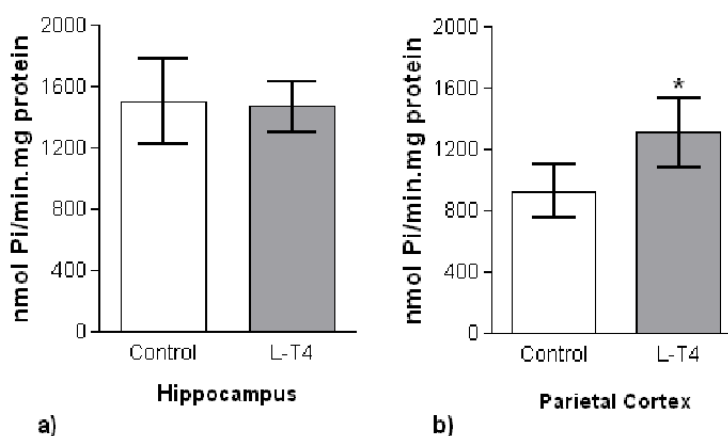 nmol Pi/min.mg protein
2000
1600
1200
800
400
0
Control
L-T4
Hippocampus
a)
nmol Pi/min.mg protein
2000
1600
1200
800
400
0
*
Control
L-T4
Parietal Cortex
b)